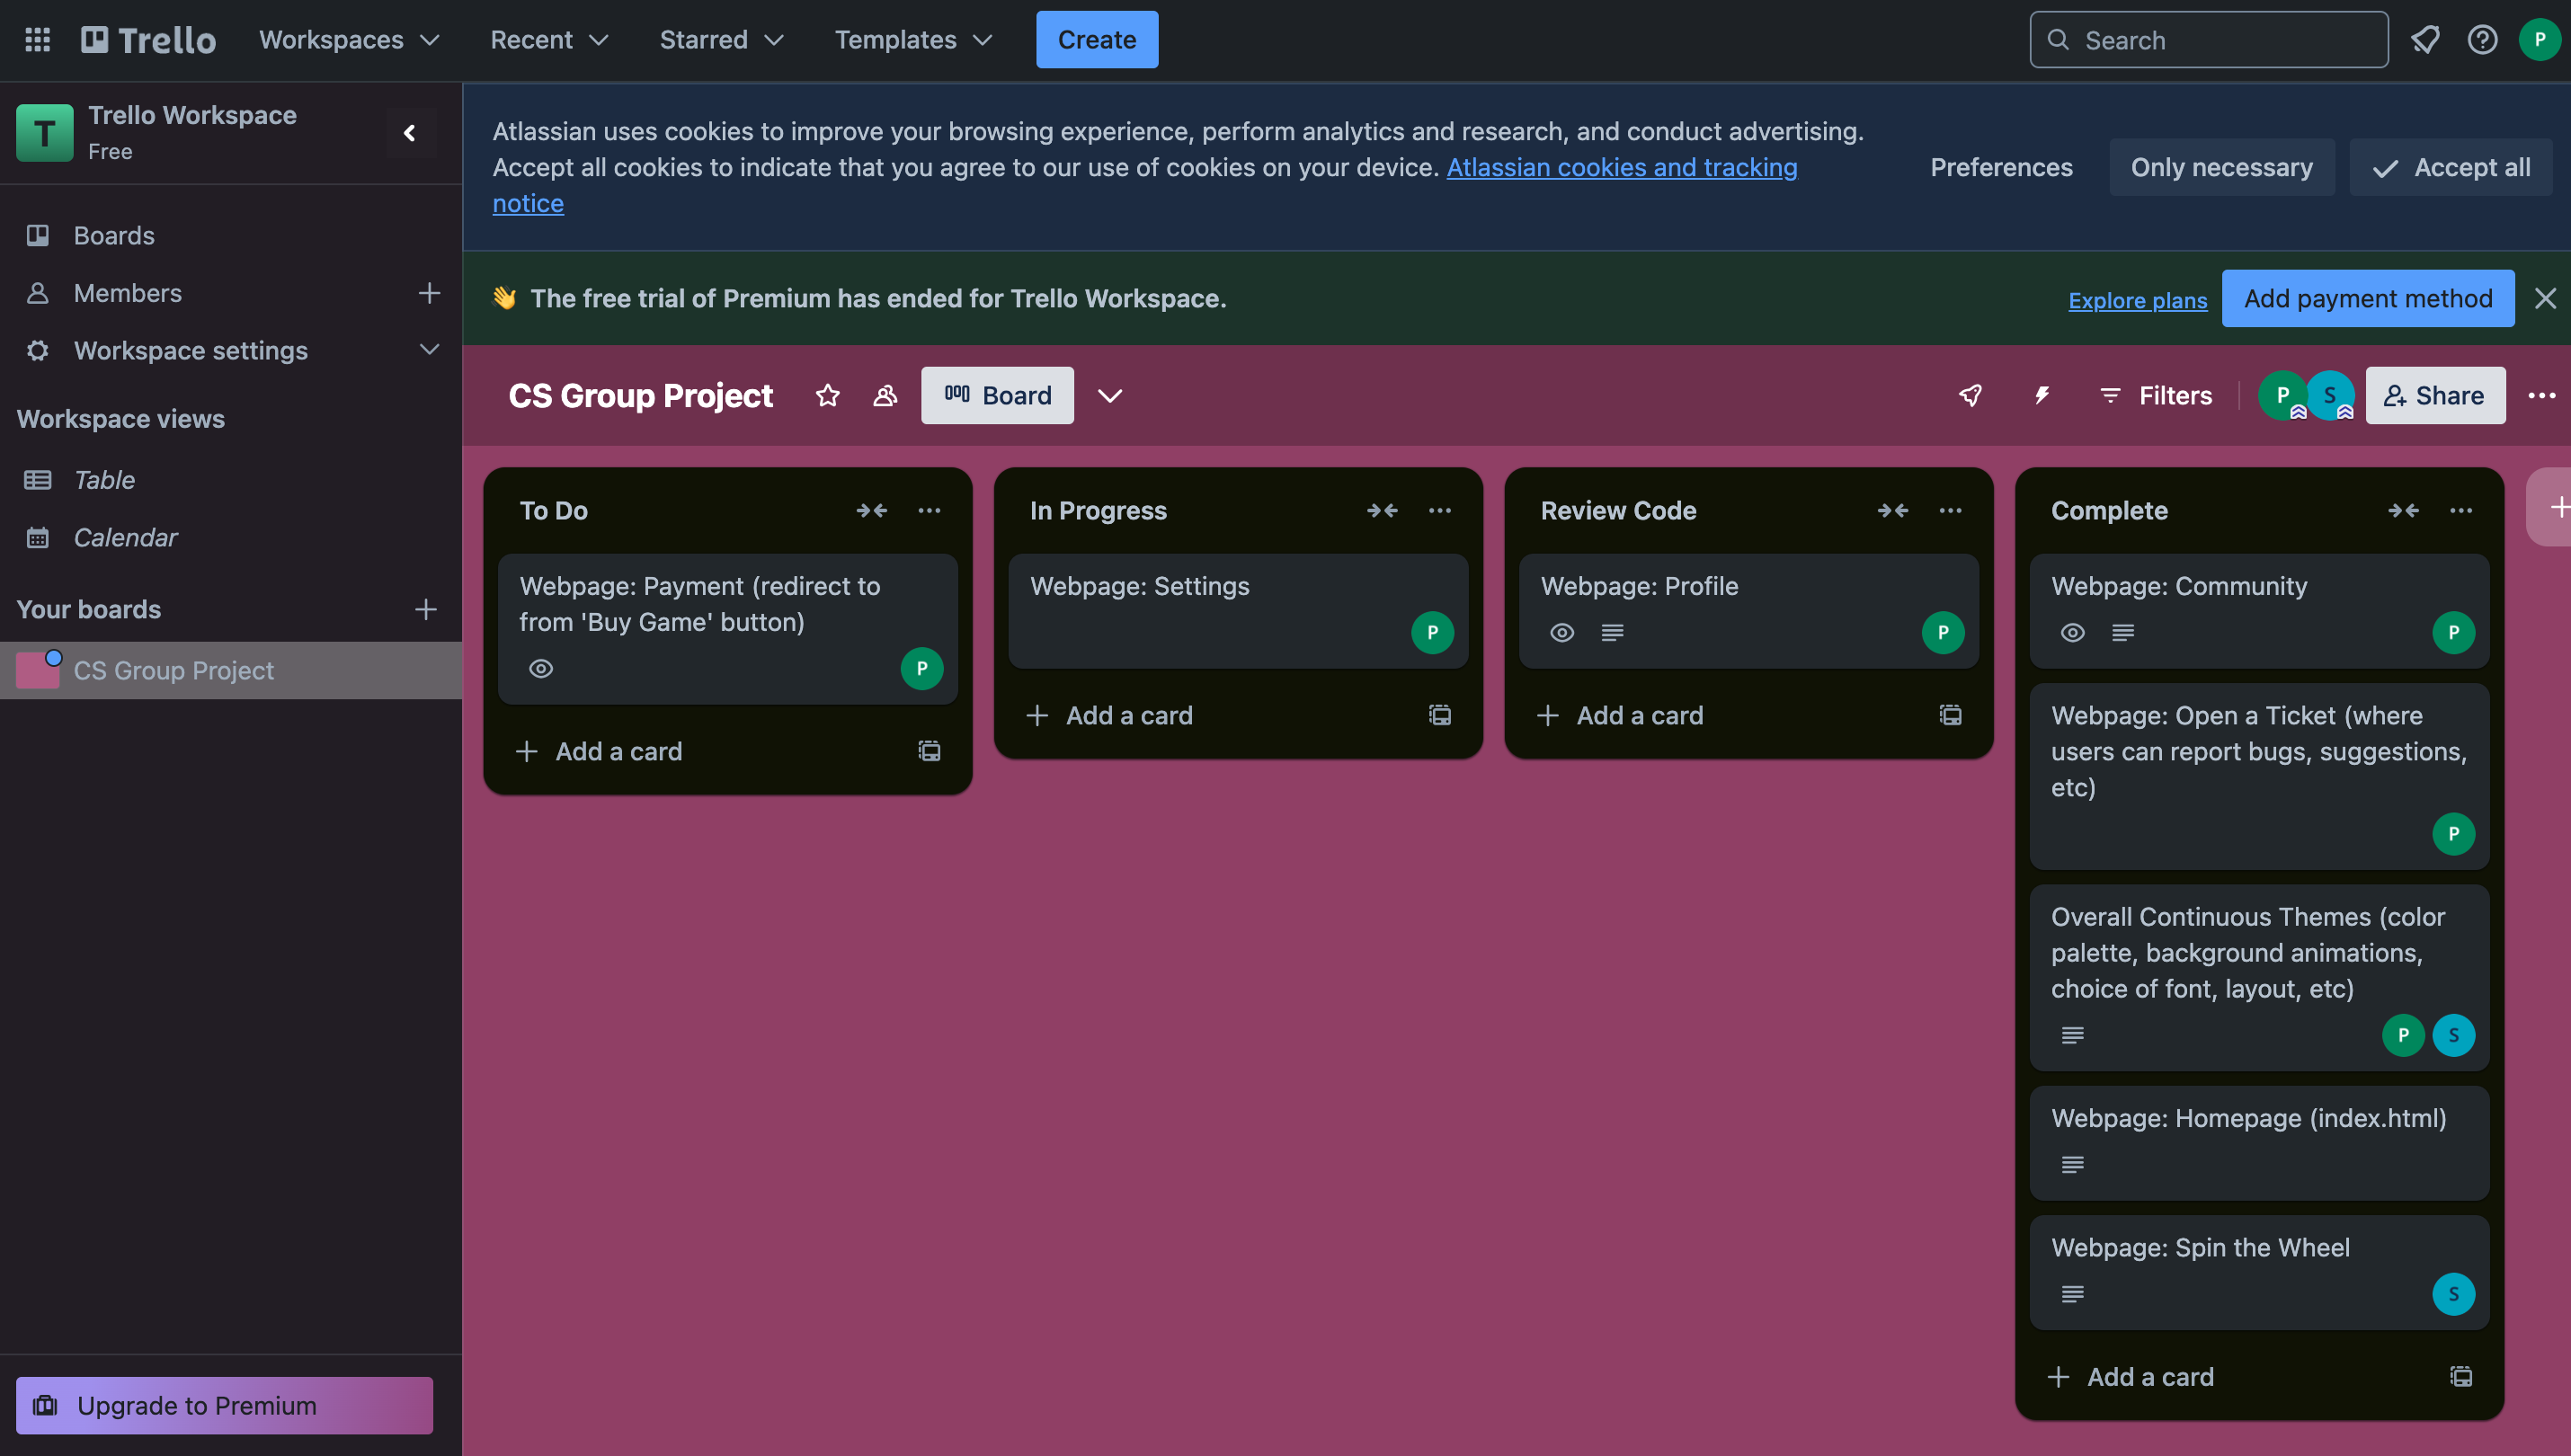 Trello
Workspaces
Recent
Starred
Templates
Create
Search
P
T
Trello Workspace
Free
Boards
Members
Workspace settings
Workspace views
Table
Calendar
Your boards
CS Group Project
Upgrade to Premium
Atlassian uses cookies to improve your browsing experience, perform analytics and research, and conduct advertising.
Accept all cookies to indicate that you agree to our use of cookies on your device. Atlassian cookies and tracking
notice
Preferences
Only necessary
Accept all
👋 The free trial of Premium has ended for Trello Workspace.
Explore plans
Add payment method
CS Group Project
Board
Filters
P
S
Share
To Do
Webpage: Payment (redirect to
from 'Buy Game' button)
P
Add a card
In Progress
Webpage: Settings
P
Add a card
Review Code
Webpage: Profile
P
Add a card
Complete
Webpage: Community
P
Webpage: Open a Ticket (where
users can report bugs, suggestions,
etc)
P
Overall Continuous Themes (color
palette, background animations,
choice of font, layout, etc)
P S
Webpage: Homepage (index.html)
Webpage: Spin the Wheel
S
Add a card